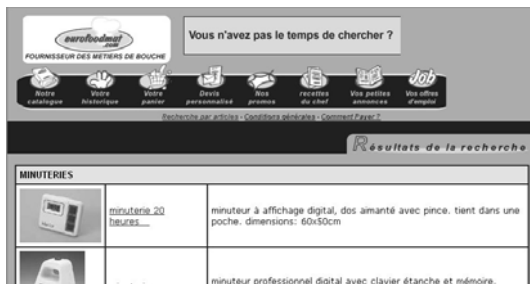 eurofoodmat
.com
FOURNISSEUR DES METIERS DE BOUCHE
Vous n'avez pas le temps de chercher ?
Notre catalogue
Votre historique
Votre panier
Devis personnalisé
Nos promos
recettes du chef
Vos petites annonces
Job
Vos offres d'emploi
Recherche par articles - Conditions générales - Comment Payer ?
Résultats de la recherche
MINUTERIES
minuterie 20
heures
minuteur à affichage digital, dos aimanté avec pince. tient dans une
poche. dimensions: 60x50cm
minuteur professionnel digital avec clavier étanche et mémoire.